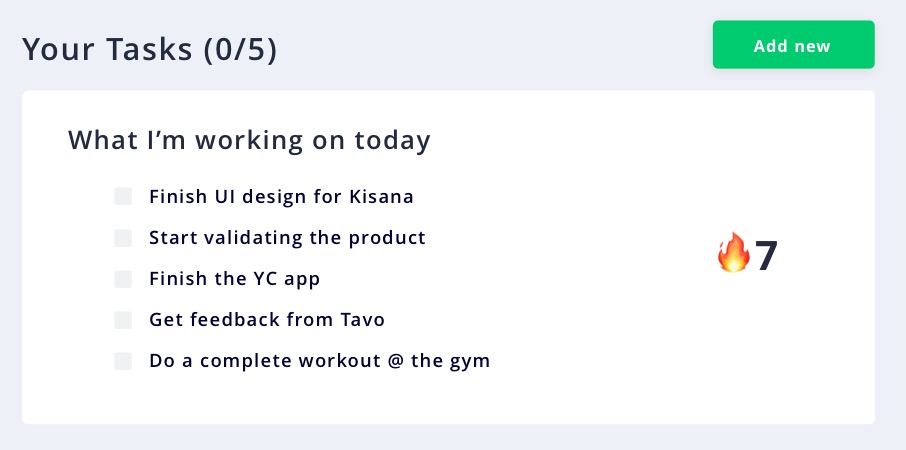 Your Tasks (0/5)
Add new
What I’m working on today
Finish UI design for Kisana
Start validating the product
Finish the YC app
Get feedback from Tavo
Do a complete workout @ the gym
🔥7